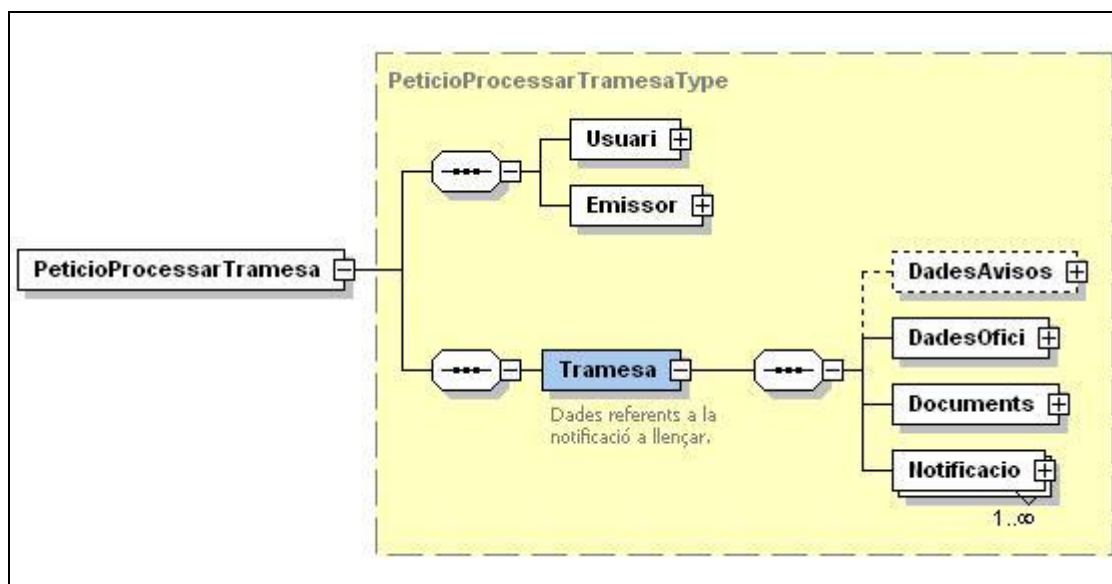 PeticioProcessarTramesaType
Usuari
Emissor
PeticioProcessarTramesa
Tramesa
Dades referents a la
notificació a llençar.
DadesAvisos
DadesOfici
Documents
Notificacio
1..∞